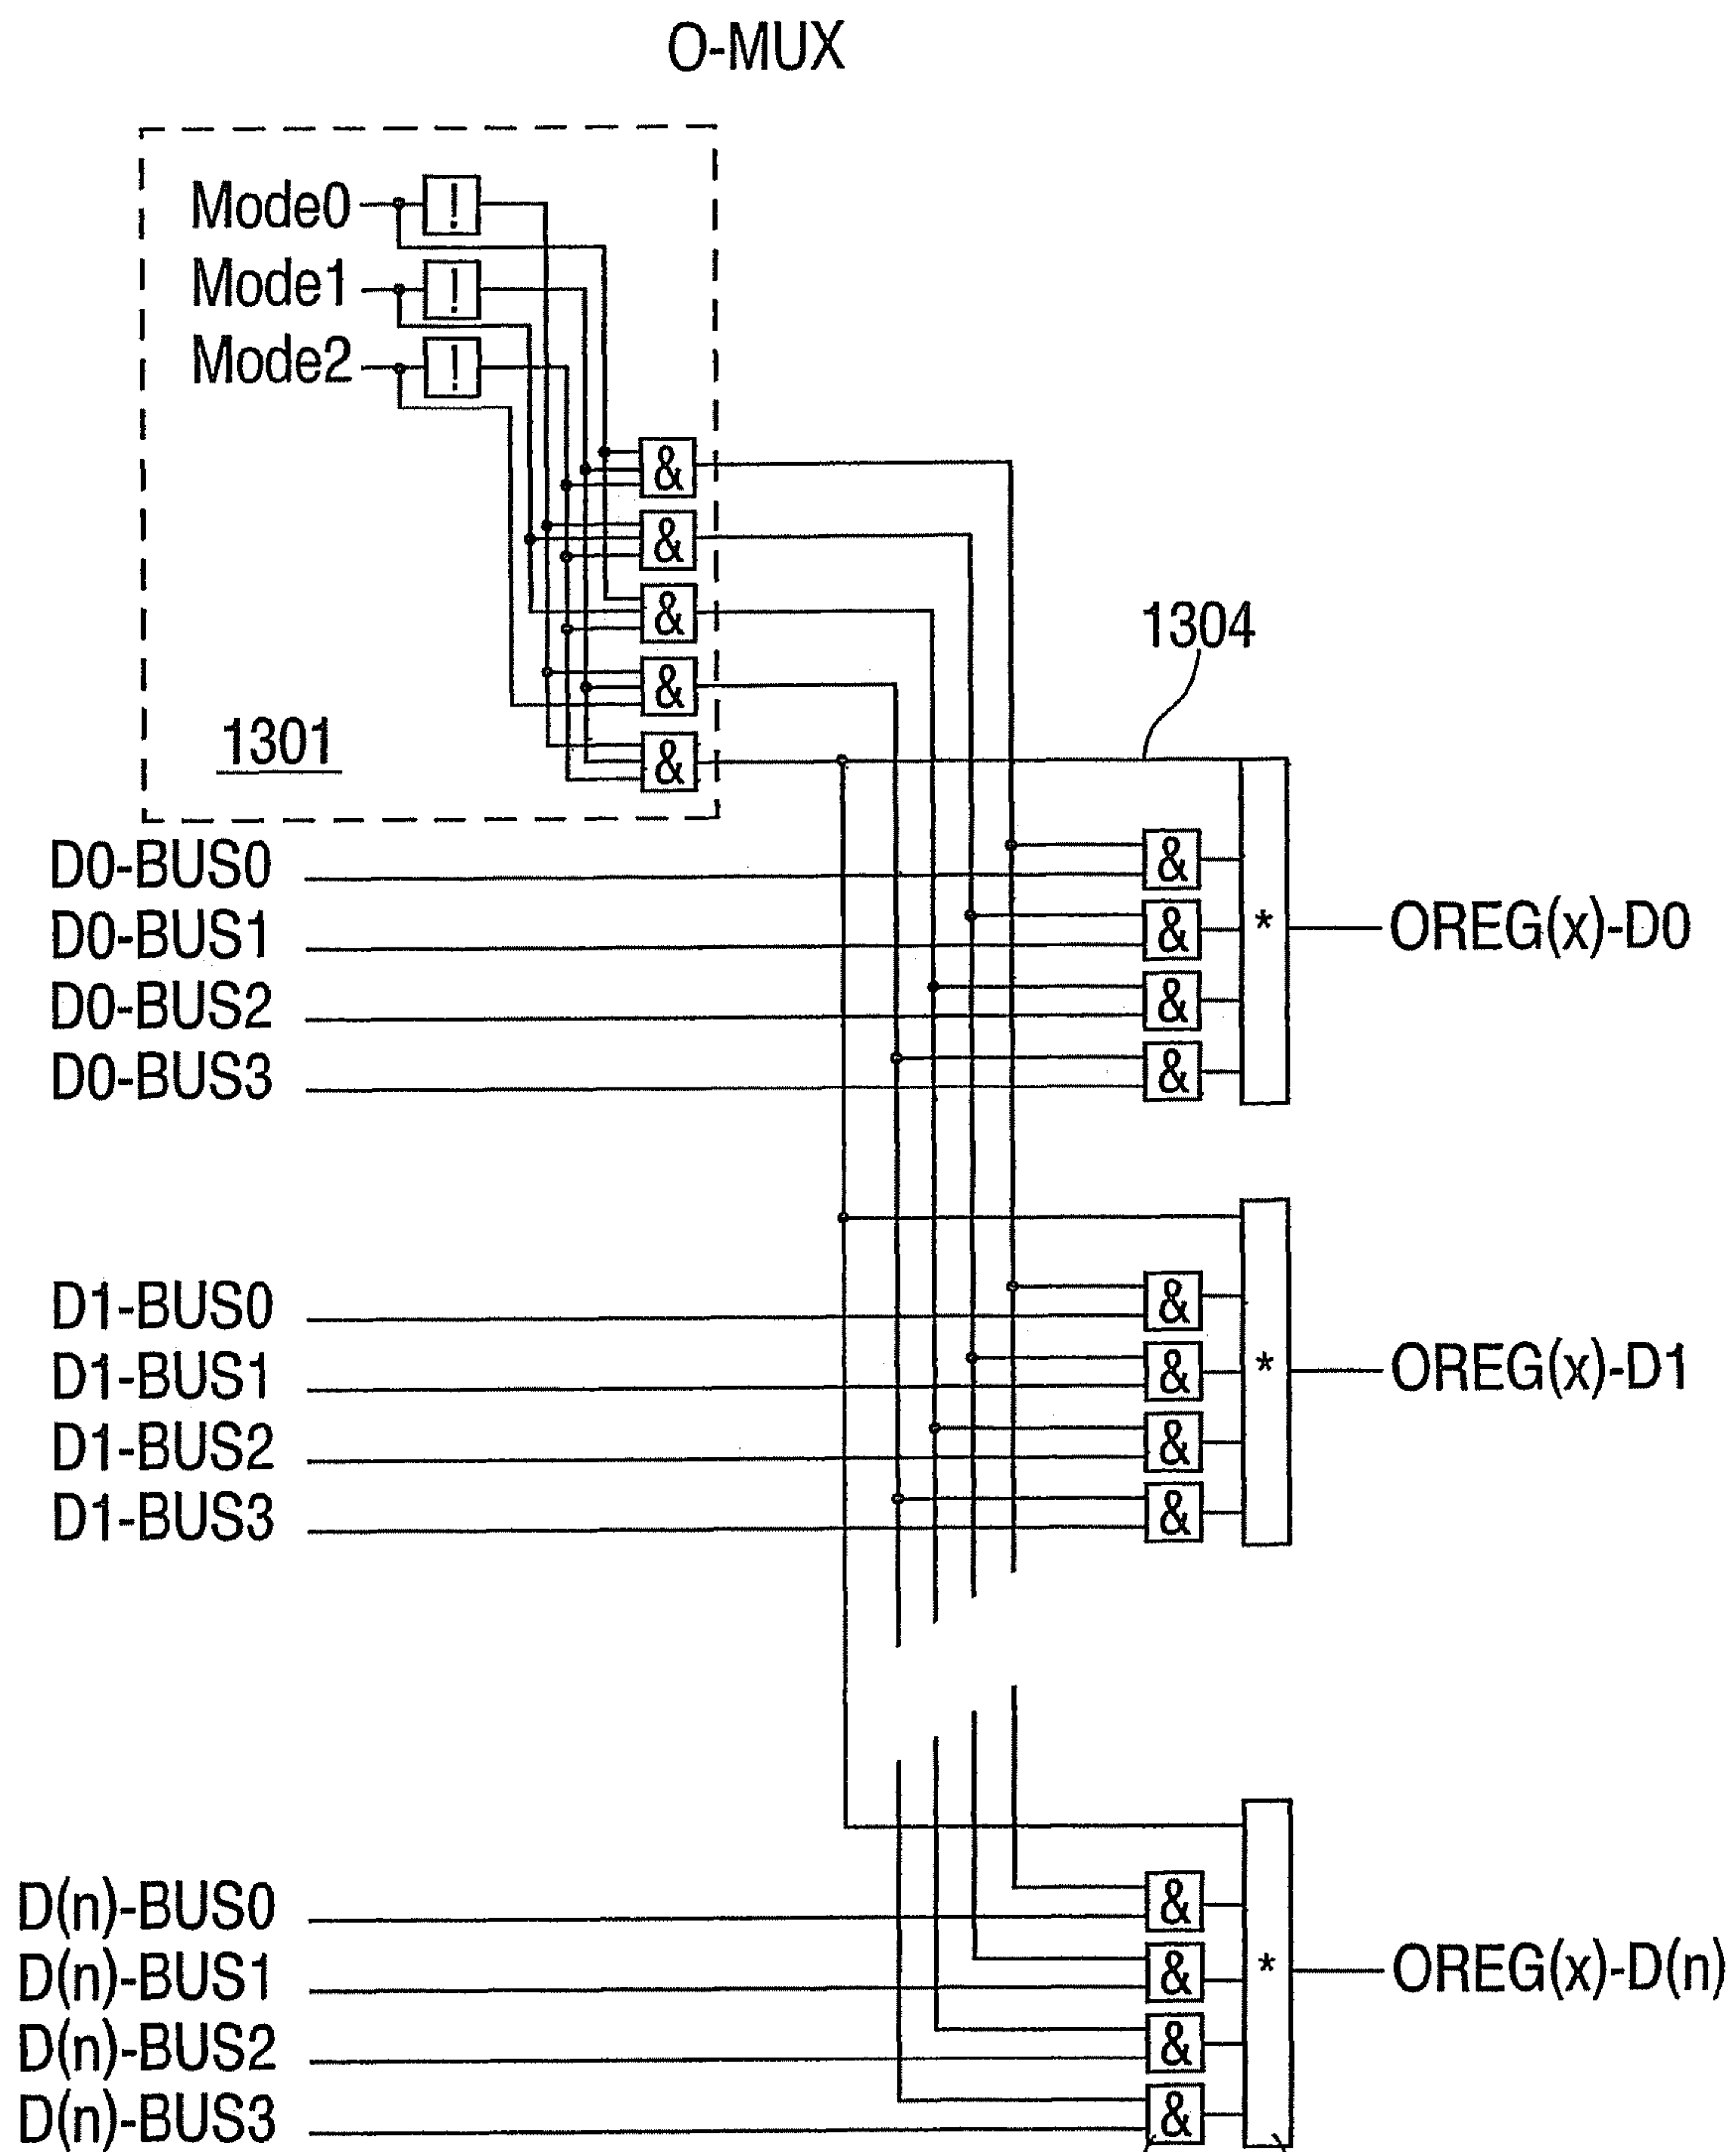 O-MUX
Mode0
!
Mode1
!
Mode2
!
&
&
&
&
&
1301
1304
D0-BUS0
&
D0-BUS1
&
D0-BUS2
&
D0-BUS3
&
*
OREG(x)-D0
D1-BUS0
&
D1-BUS1
&
D1-BUS2
&
D1-BUS3
&
*
OREG(x)-D1
D(n)-BUS0
&
D(n)-BUS1
&
D(n)-BUS2
&
D(n)-BUS3
&
*
OREG(x)-D(n)